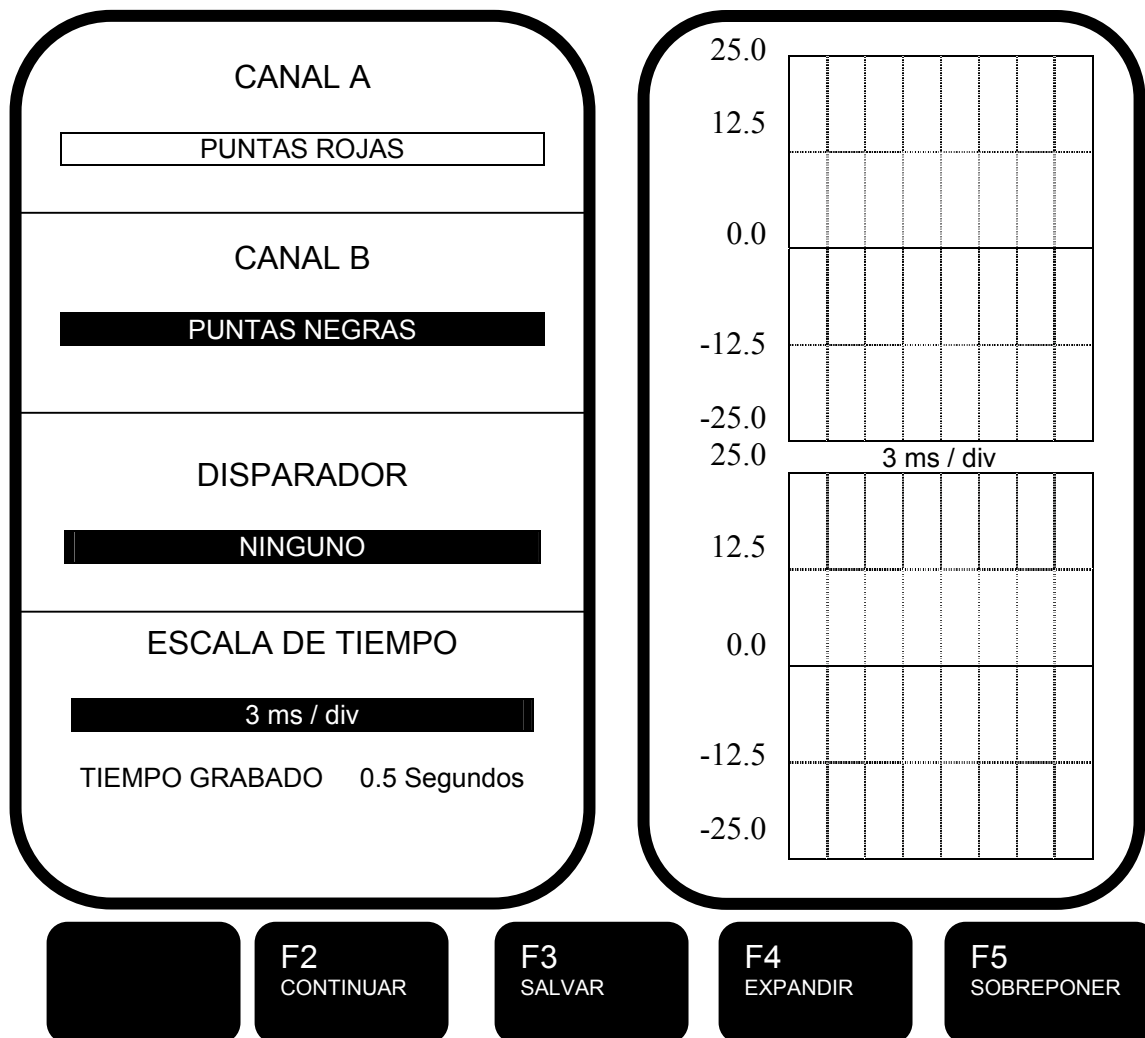 CANAL A
PUNTAS ROJAS
CANAL B
PUNTAS NEGRAS
DISPARADOR
NINGUNO
ESCALA DE TIEMPO
3 ms / div
TIEMPO GRABADO 0.5 Segundos
25.0
12.5
0.0
-12.5
-25.0
3 ms / div
25.0
12.5
0.0
-12.5
-25.0
F2
CONTINUAR
F3
SALVAR
F4
EXPANDIR
F5
SOBREPONER